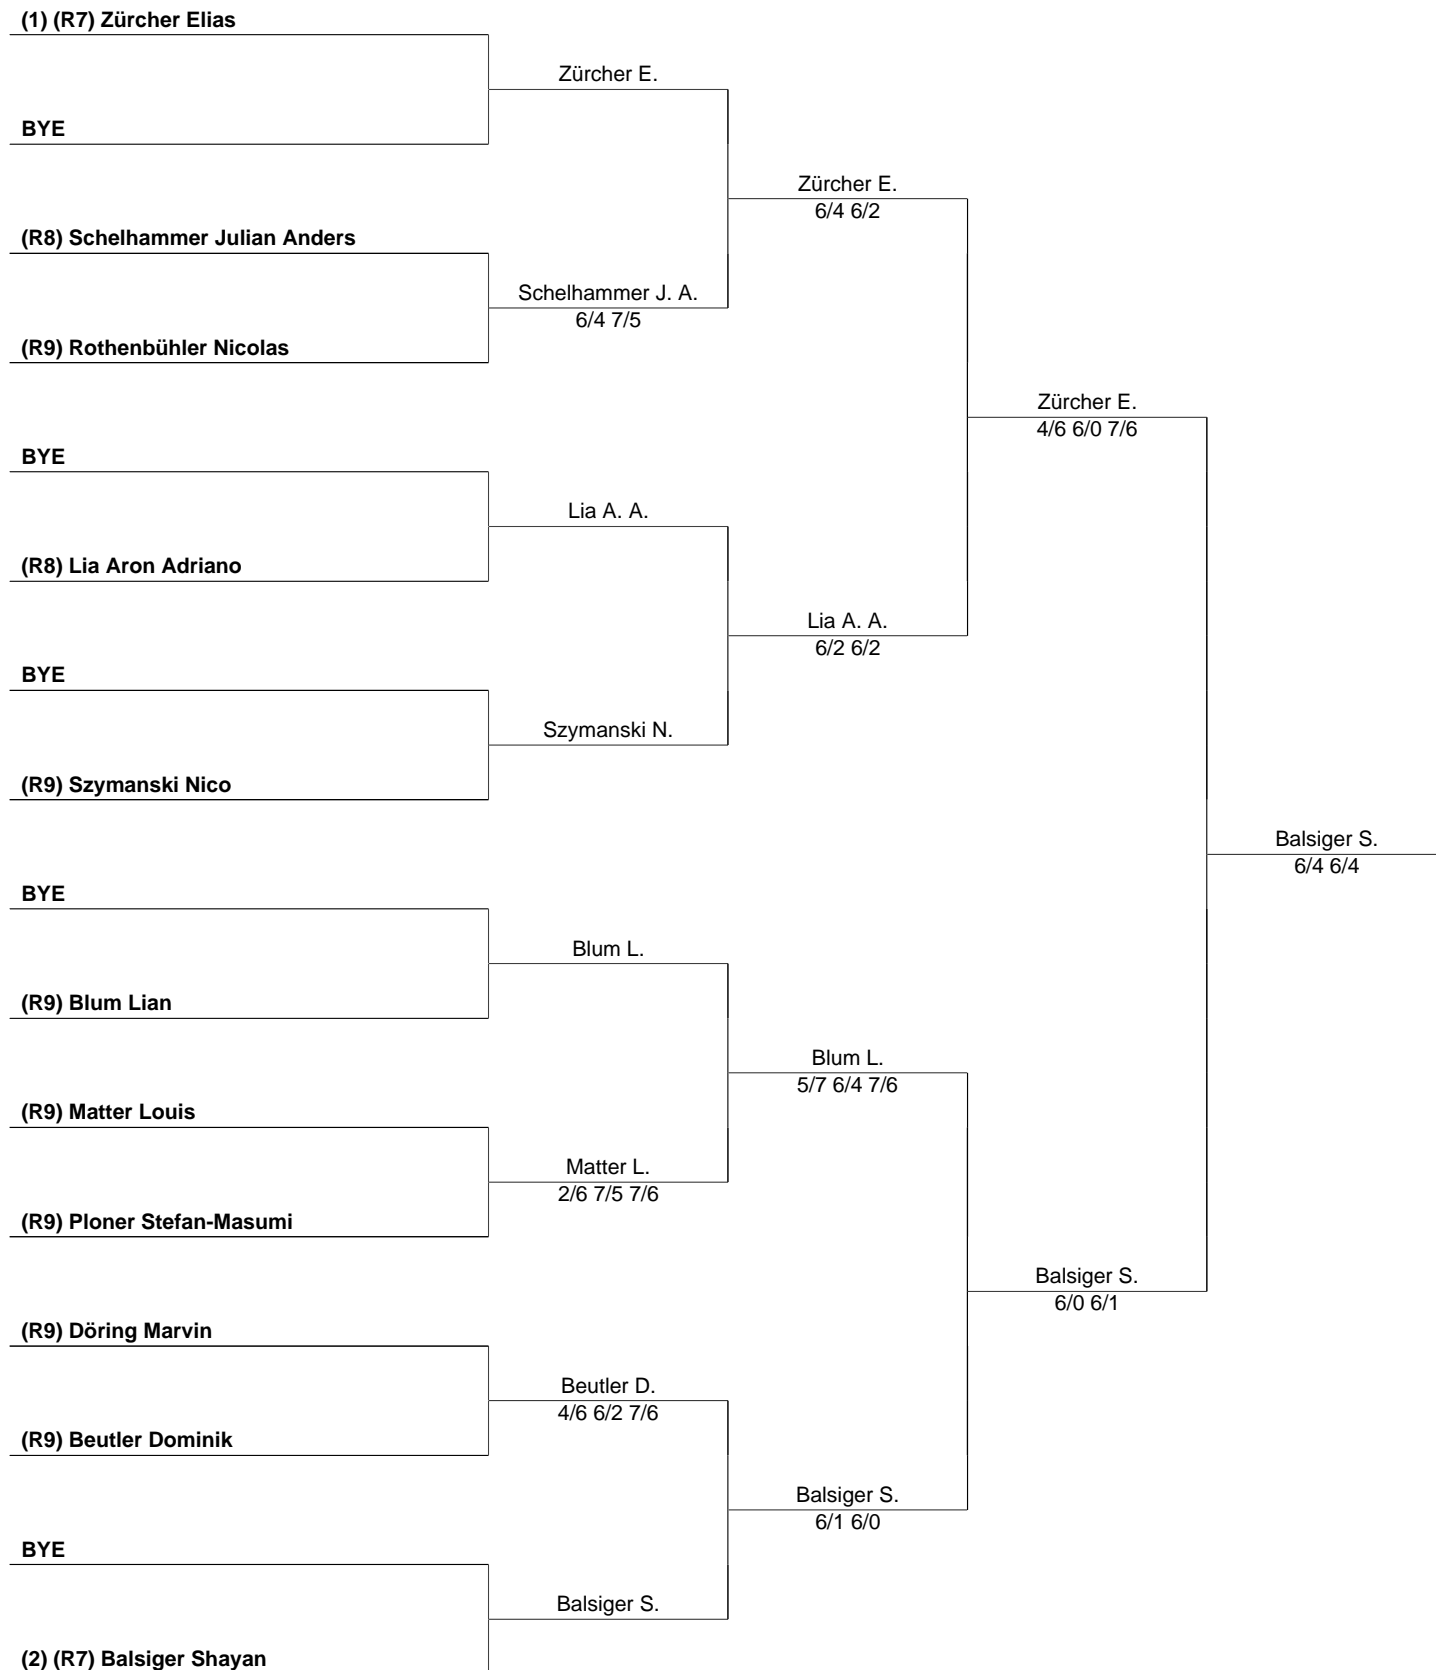 (1) (R7) Zürcher Elias
Zürcher E.
BYE
Zürcher E.
6/4 6/2
(R8) Schelhammer Julian Anders
Schelhammer J. A.
6/4 7/5
(R9) Rothenbühler Nicolas
Zürcher E.
4/6 6/0 7/6
BYE
Lia A. A.
(R8) Lia Aron Adriano
Lia A. A.
6/2 6/2
BYE
Szymanski N.
(R9) Szymanski Nico
Balsiger S.
6/4 6/4
BYE
Blum L.
(R9) Blum Lian
Blum L.
5/7 6/4 7/6
(R9) Matter Louis
Matter L.
2/6 7/5 7/6
(R9) Ploner Stefan-Masumi
Balsiger S.
6/0 6/1
(R9) Döring Marvin
Beutler D.
4/6 6/2 7/6
(R9) Beutler Dominik
Balsiger S.
6/1 6/0
BYE
Balsiger S.
(2) (R7) Balsiger Shayan